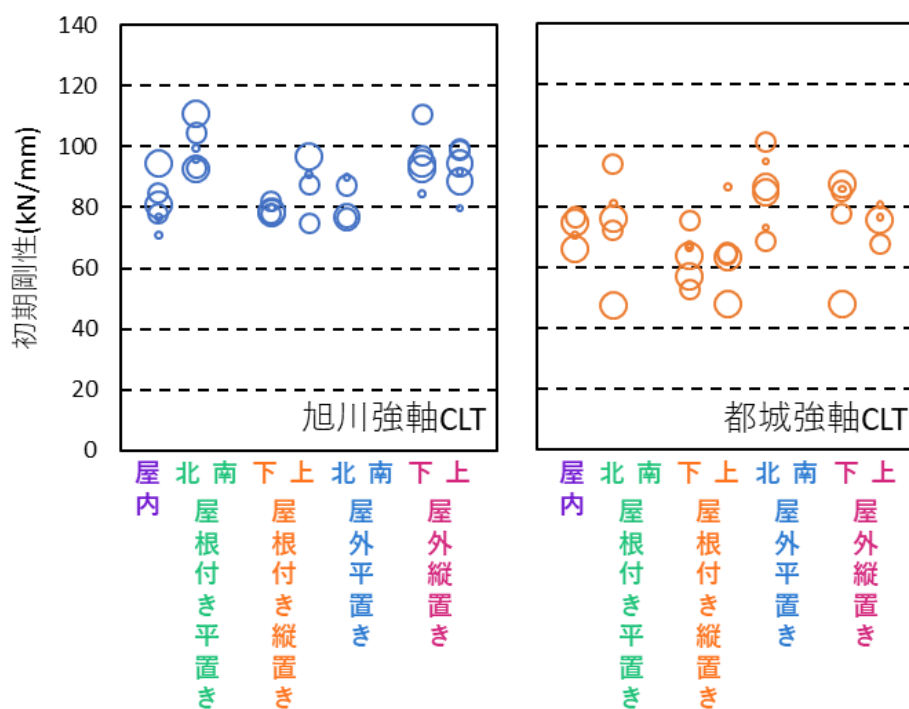 初期剛性(kN/mm)
140
120
100
80
60
40
20
0
旭川強軸CLT
都城強軸CLT
屋内
北 南
下 上
北 南
下 上
屋根付き平置き
屋根付き縦置き
屋外平置き
屋外縦置き
屋内
北 南
下 上
北 南
下 上
屋根付き平置き
屋根付き縦置き
屋外平置き
屋外縦置き